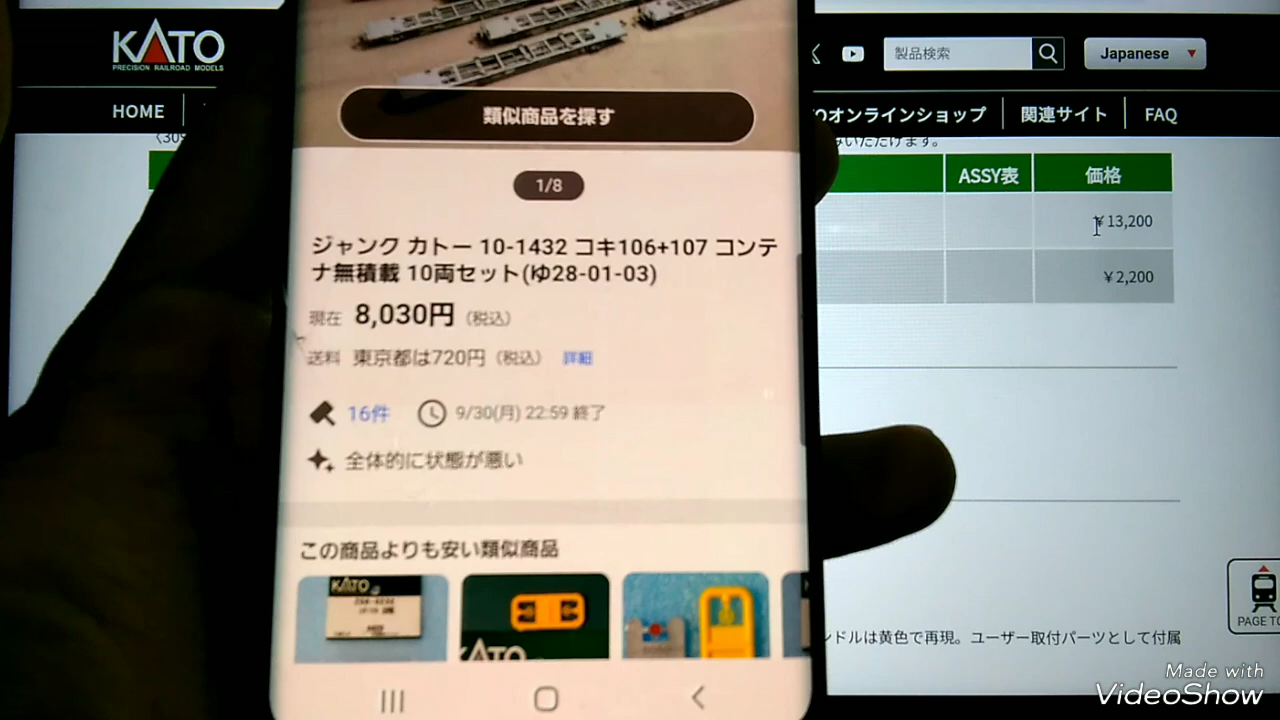 KATO
PRECISION RAILROAD MODELS
製品検索
Japanese
HOME
オンラインショップ
関連サイト
FAQ
いただけます。
〈30
ASSY表
価格
¥13,200
¥2,200
類似商品を探す
1/8
ジャンク カトー 10-1432 コキ106+107 コンテ
ナ無積載 10両セット(ゆ28-01-03)
現在 8,030円 (税込)
送料 東京都は720円 (税込) 詳細
16件 9/30(月) 22:59 終了
全体的に状態が悪い
この商品よりも安い類似商品
KATO
KATO
ンドルは黄色で再現。ユーザー取付パーツとして付属
PAGE TO
Made with
VideoShow